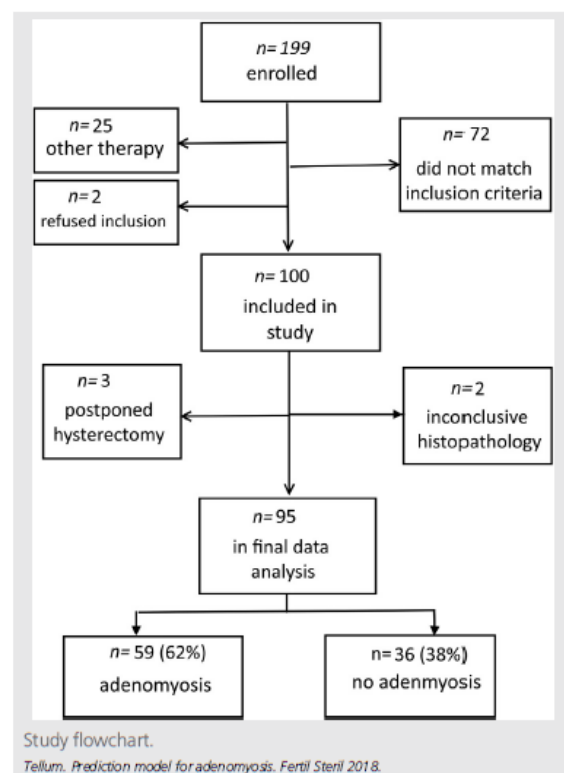 n=199
enrolled
n=25
other therapy
n=72
did not match
inclusion criteria
n=2
refused inclusion
n=100
included in
study
n=3
postponed
hysterectomy
n=2
inconclusive
histopathology
n=95
in final data
analysis
n=59 (62%)
adenomyosis
n=36 (38%)
no adenmyosis
Study flowchart.
Tellum. Prediction model for adenomyosis. Fertil Steril 2018.